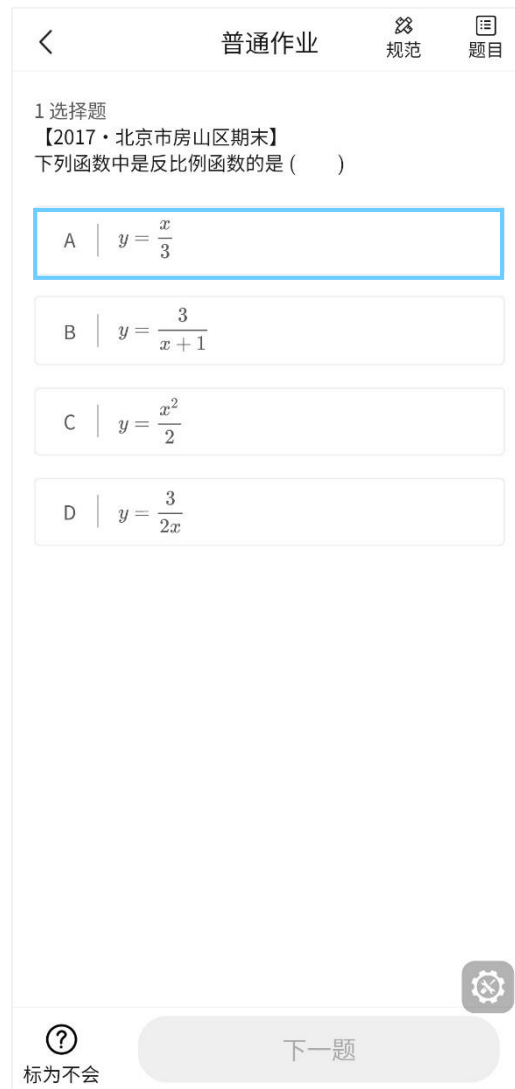 普通作业
规范
题目
1 选择题
【2017·北京市房山区期末】
下列函数中是反比例函数的是 (　　)
A | y = x/3
B | y = 3/(x + 1)
C | y = x²/2
D | y = 3/(2x)
标为不会
下一题